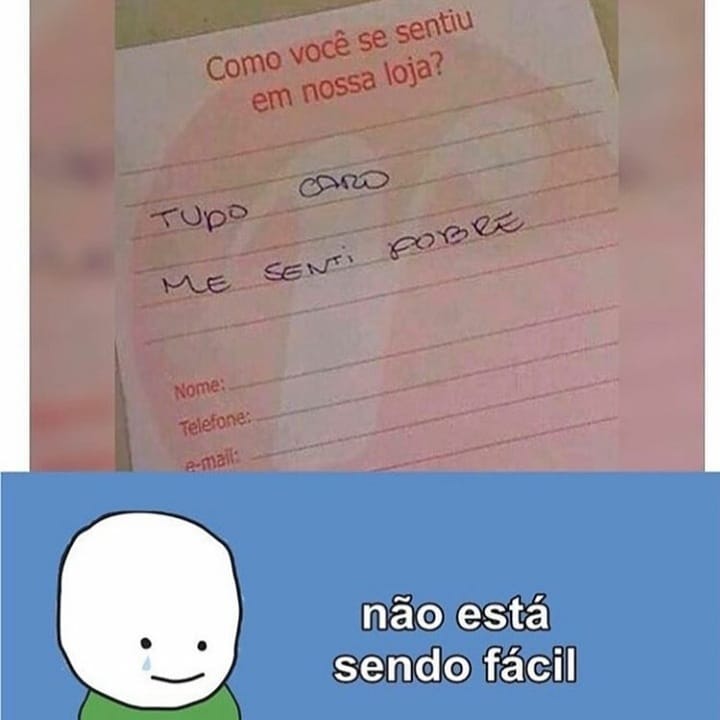 Como você se sentiu
em nossa loja?
TUDO CARO
ME SENTI POBRE
Nome:
Telefone:
e-mail:
não está
sendo fácil